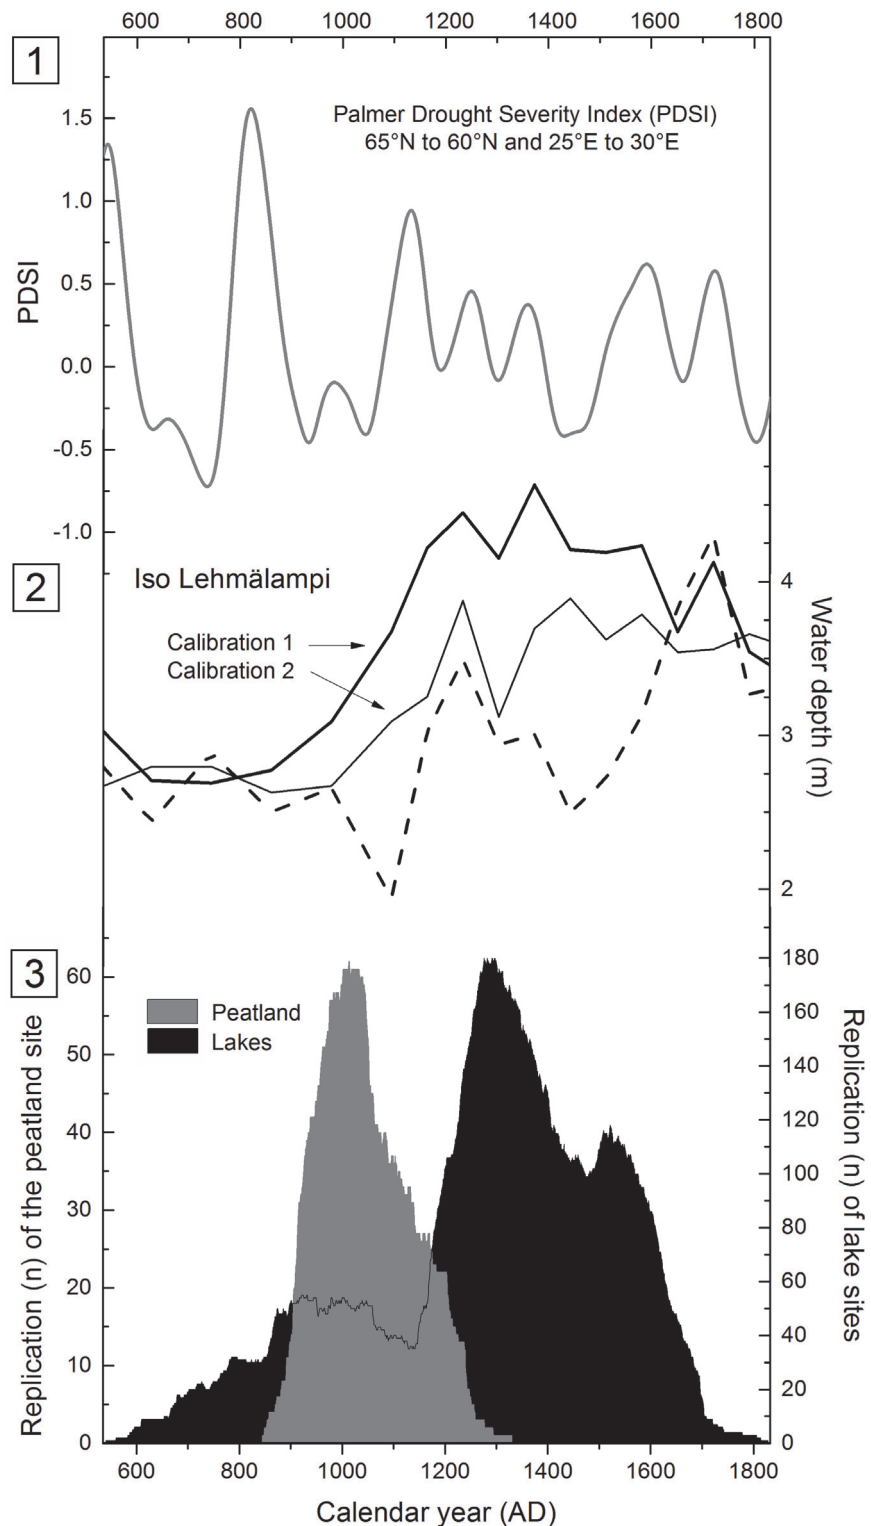 600 800 1000 1200 1400 1600 1800
1
Palmer Drought Severity Index (PDSI)
65°N to 60°N and 25°E to 30°E
1.5
1.0
0.5
0.0
-0.5
-1.0
PDSI
2
Iso Lehmälampi
Calibration 1
Calibration 2
4
3
2
Water depth (m)
3
Peatland
Lakes
60
50
40
30
20
10
0
Replication (n) of the peatland site
180
160
140
120
100
80
60
40
20
0
Replication (n) of lake sites
600 800 1000 1200 1400 1600 1800
Calendar year (AD)